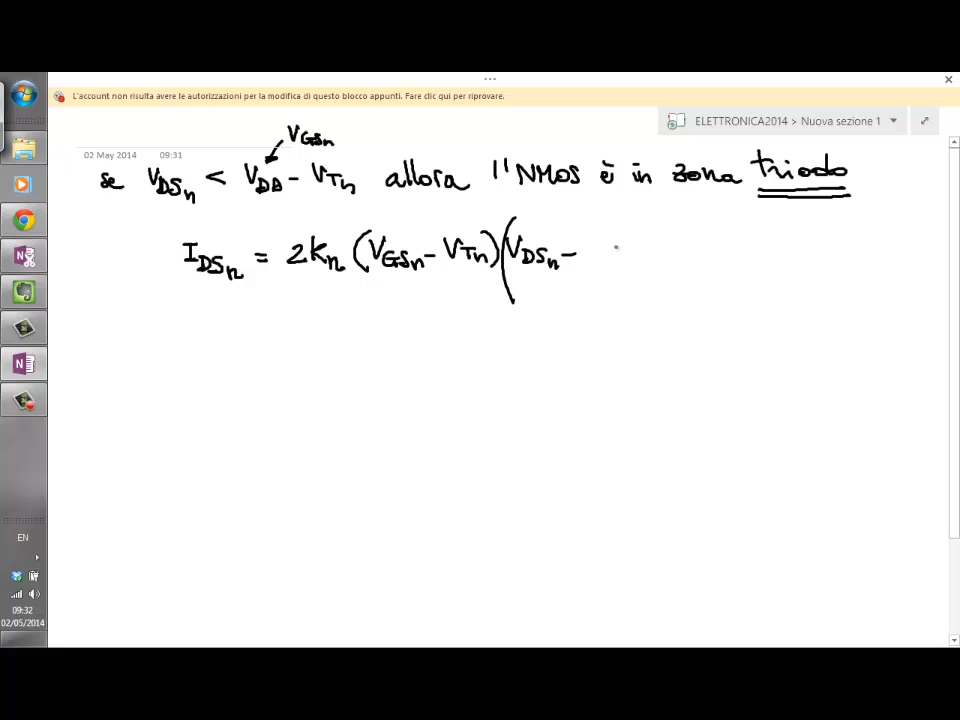 L'account non risulta avere le autorizzazioni per la modifica di questo blocco appunti. Fare clic qui per riprovare.
ELETTRONICA2014 > Nuova sezione 1
02 May 2014 09:31
VGSn
se VDSn < VDD - VTn allora l'NMOS è in zona triodo
IDSn = 2Kn (VGSn - VTn)(VDSn -
EN
09:32
02/05/2014